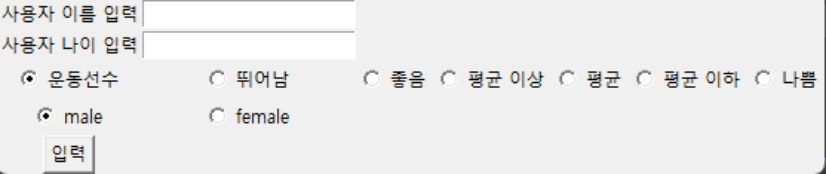 사용자 이름 입력
사용자 나이 입력
운동선수 뛰어남 좋음 평균 이상 평균 평균 이하 나쁨
male female
입력